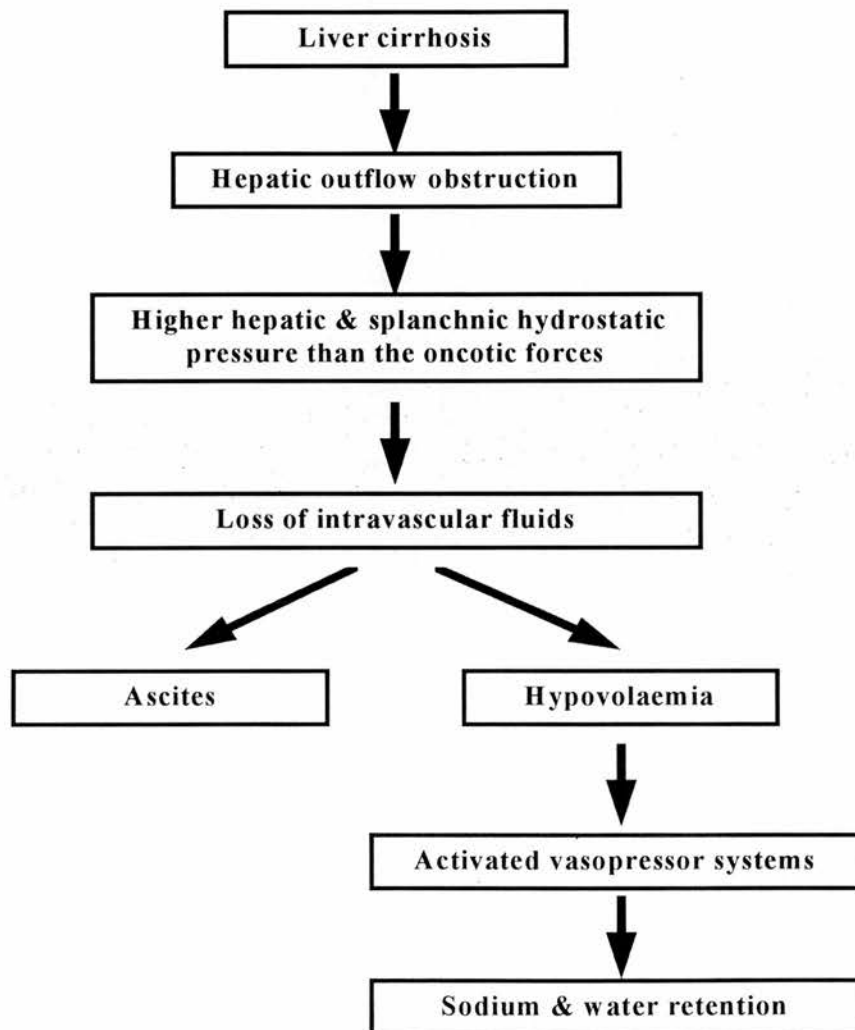 Liver cirrhosis
Hepatic outflow obstruction
Higher hepatic & splanchnic hydrostatic
pressure than the oncotic forces
Loss of intravascular fluids
Ascites
Hypovolaemia
Activated vasopressor systems
Sodium & water retention